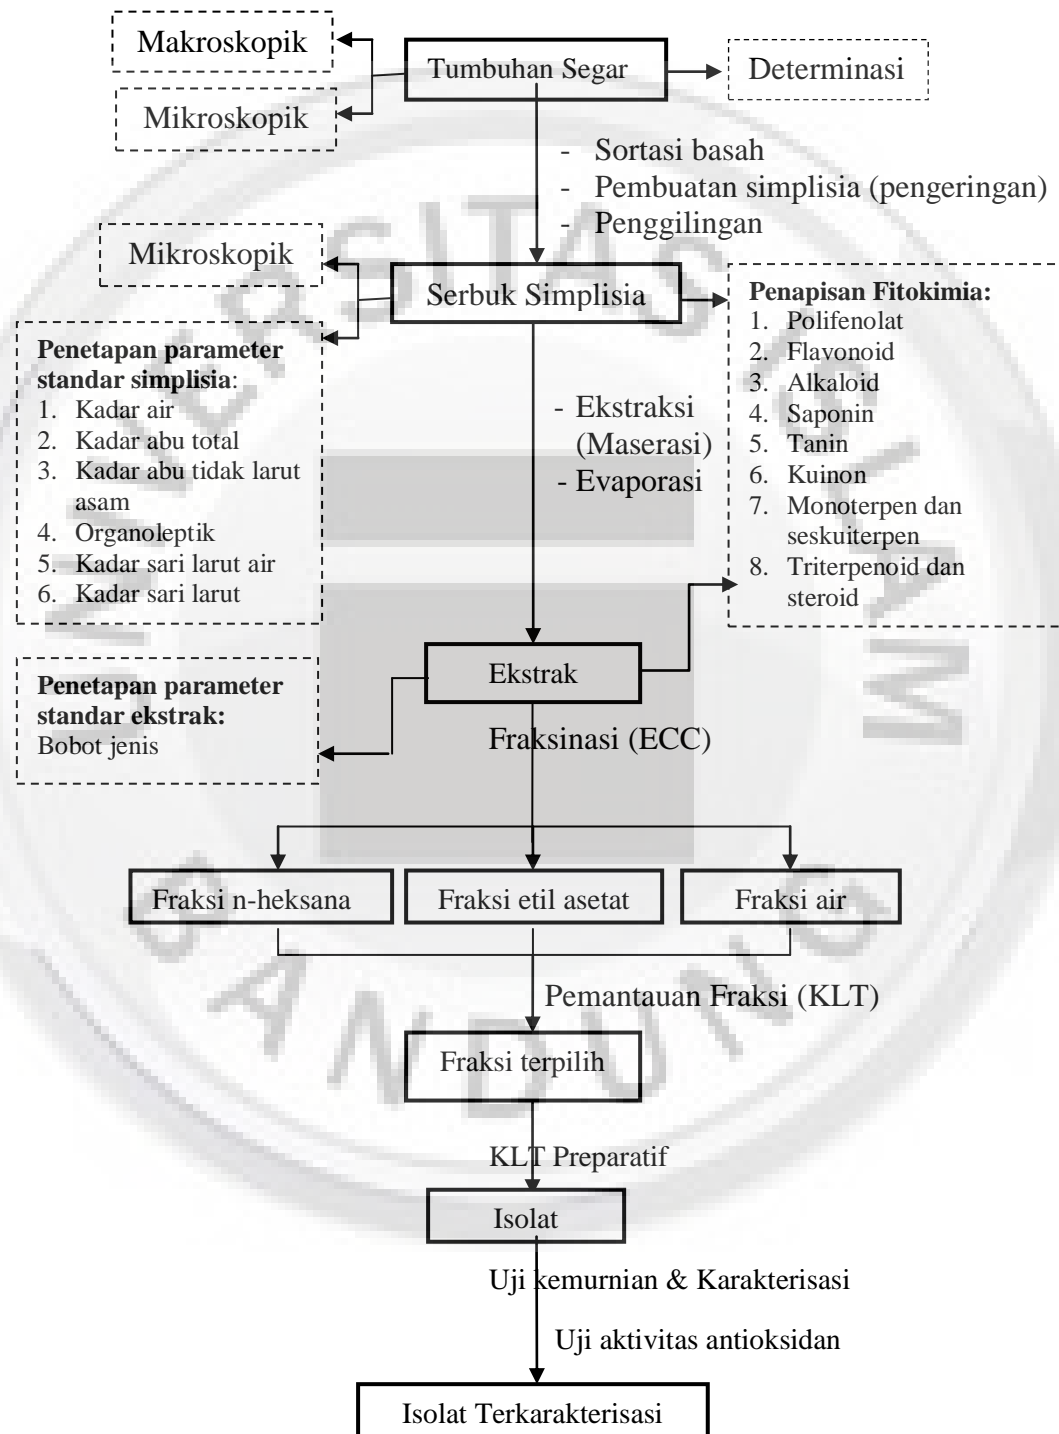 Makroskopik
Tumbuhan Segar
Determinasi
Mikroskopik
- Sortasi basah
- Pembuatan simplisia (pengeringan)
- Penggilingan
Mikroskopik
Serbuk Simplisia
Penetapan parameter
standar simplisia:
1. Kadar air
2. Kadar abu total
3. Kadar abu tidak larut
asam
4. Organoleptik
5. Kadar sari larut air
6. Kadar sari larut
Penapisan Fitokimia:
1. Polifenolat
2. Flavonoid
3. Alkaloid
4. Saponin
5. Tanin
6. Kuinon
7. Monoterpen dan
seskuiterpen
8. Triterpenoid dan
steroid
- Ekstraksi
(Maserasi)
- Evaporasi
Ekstrak
Penetapan parameter
standar ekstrak:
Bobot jenis
Fraksinasi (ECC)
Fraksi n-heksana
Fraksi etil asetat
Fraksi air
Pemantauan Fraksi (KLT)
Fraksi terpilih
KLT Preparatif
Isolat
Uji kemurnian & Karakterisasi
Uji aktivitas antioksidan
Isolat Terkarakterisasi
UNIVERSITAS ISLAM
BANDUNG